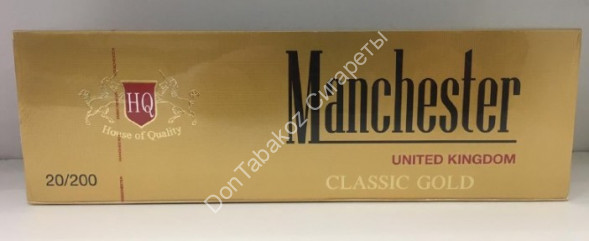 HQ
House of Quality
20/200
Manchester
UNITED KINGDOM
CLASSIC GOLD
DonTabakoz Сигареты